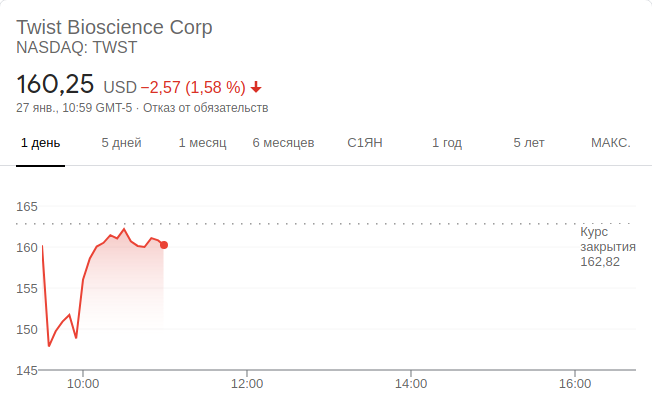 Twist Bioscience Corp
NASDAQ: TWST
160,25 USD −2,57 (1,58 %)
27 янв., 10:59 GMT-5 · Отказ от обязательств
1 день 5 дней 1 месяц 6 месяцев С1ЯН 1 год 5 лет МАКС.
165
160
155
150
145
Курс
закрытия
162,82
10:00 12:00 14:00 16:00